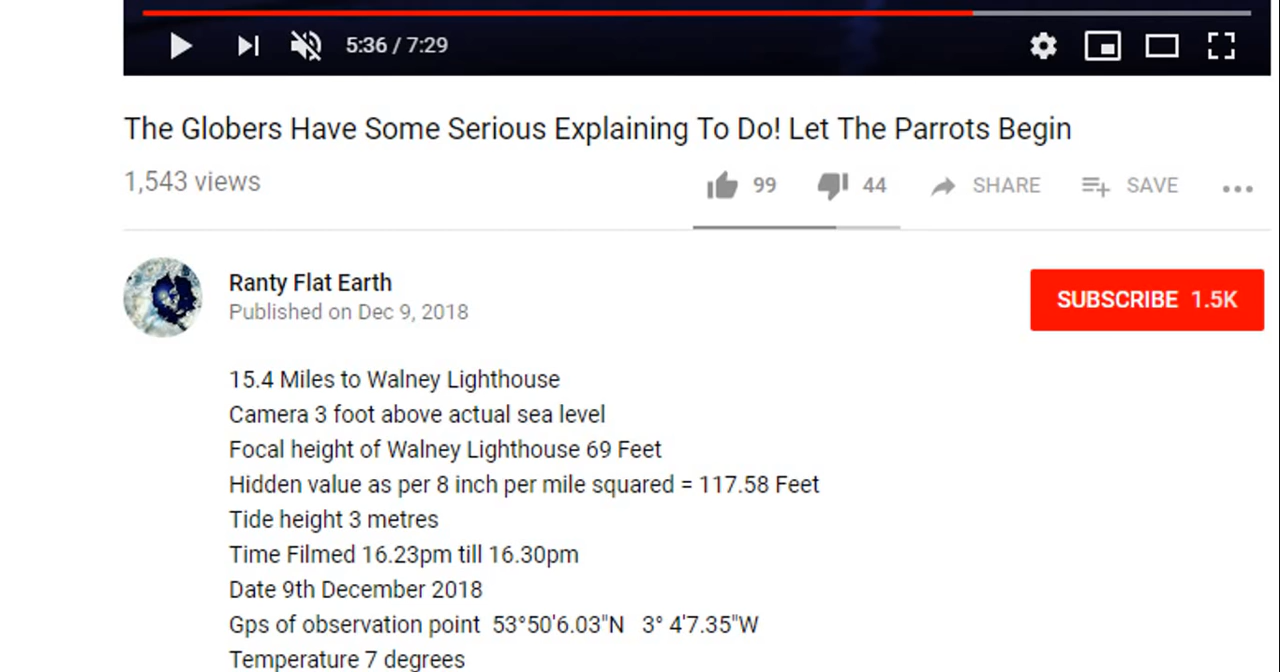 5:36 / 7:29
The Globers Have Some Serious Explaining To Do! Let The Parrots Begin
1,543 views
99 44 SHARE SAVE
Ranty Flat Earth
Published on Dec 9, 2018
SUBSCRIBE 1.5K
15.4 Miles to Walney Lighthouse
Camera 3 foot above actual sea level
Focal height of Walney Lighthouse 69 Feet
Hidden value as per 8 inch per mile squared = 117.58 Feet
Tide height 3 metres
Time Filmed 16.23pm till 16.30pm
Date 9th December 2018
Gps of observation point 53°50'6.03"N 3° 4'7.35"W
Temperature 7 degrees